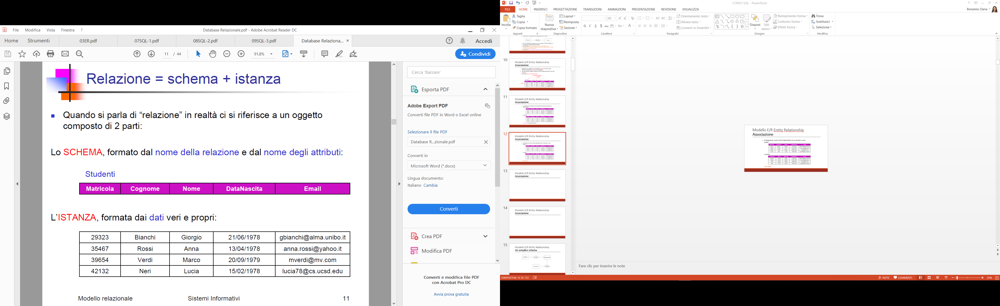 File Modifica Vista Finestra ?
Database Relazionale.pdf - Adobe Acrobat Reader DC
Home Strumenti 03ER.pdf 07SQL-1.pdf 08SQL-2.pdf 09SQL-3.pdf Database Relaziona... × Accedi
11 / 44 91,8% Condividi
Relazione = schema + istanza
Quando si parla di “relazione” in realtà ci si riferisce a un oggetto
composto di 2 parti:
Lo SCHEMA, formato dal nome della relazione e dal nome degli attributi:
Studenti
Matricola Cognome Nome DataNascita Email
L’ISTANZA, formata dai dati veri e propri:
29323 Bianchi Giorgio 21/06/1978 gbianchi@alma.unibo.it
35467 Rossi Anna 13/04/1978 anna.rossi@yahoo.it
39654 Verdi Marco 20/09/1979 mverdi@mv.com
42132 Neri Lucia 15/02/1978 lucia78@cs.ucsd.edu
Modello relazionale Sistemi Informativi 11
Cerca 'Barrare'
Esporta PDF
Adobe Export PDF
Converti file PDF in Word o Excel online
Selezionare il file PDF
Database R...zionale.pdf
Converti in
Microsoft Word (*.docx)
Lingua documento:
Italiano Cambia
Converti
Crea PDF
Modifica PDF
Converti e modifica file PDF
con Acrobat Pro DC
Avvia prova gratuita
CORSO SQL - PowerPoint
FILE HOME INSERISCI PROGETTAZIONE TRANSIZIONI ANIMAZIONI PRESENTAZIONE REVISIONE VISUALIZZA
Bonanno Daria
Incolla
Taglia
Copia
Copia formato
Appunti
Nuova
diapositiva
Layout
Reimposta
Sezione
Diapositive
48
G C S S abc AV Aa A
Carattere
Orientamento testo
Allinea testo
Converti in SmartArt
Paragrafo
Disponi
Stili
veloci
Riempimento forma
Contorno forma
Effetti forma
Disegno
Trova
Sostituisci
Seleziona
Modifica
10
Modello E/R Entity Relationship
Associazione
11
Modello E/R Entity Relationship
Associazione
12
Modello E/R Entity Relationship
Associazione
13
Modello E/R Entity Relationship
Associazione
14
Modello E/R Entity Relationship
Associazione
15
Modello E/R Entity Relationship
Un semplice schema
Modello E/R Entity Relationship
Associazione
Fare clic per inserire le note
DIAPOSITIVA 12 DI 112
NOTE COMMENTI 25%